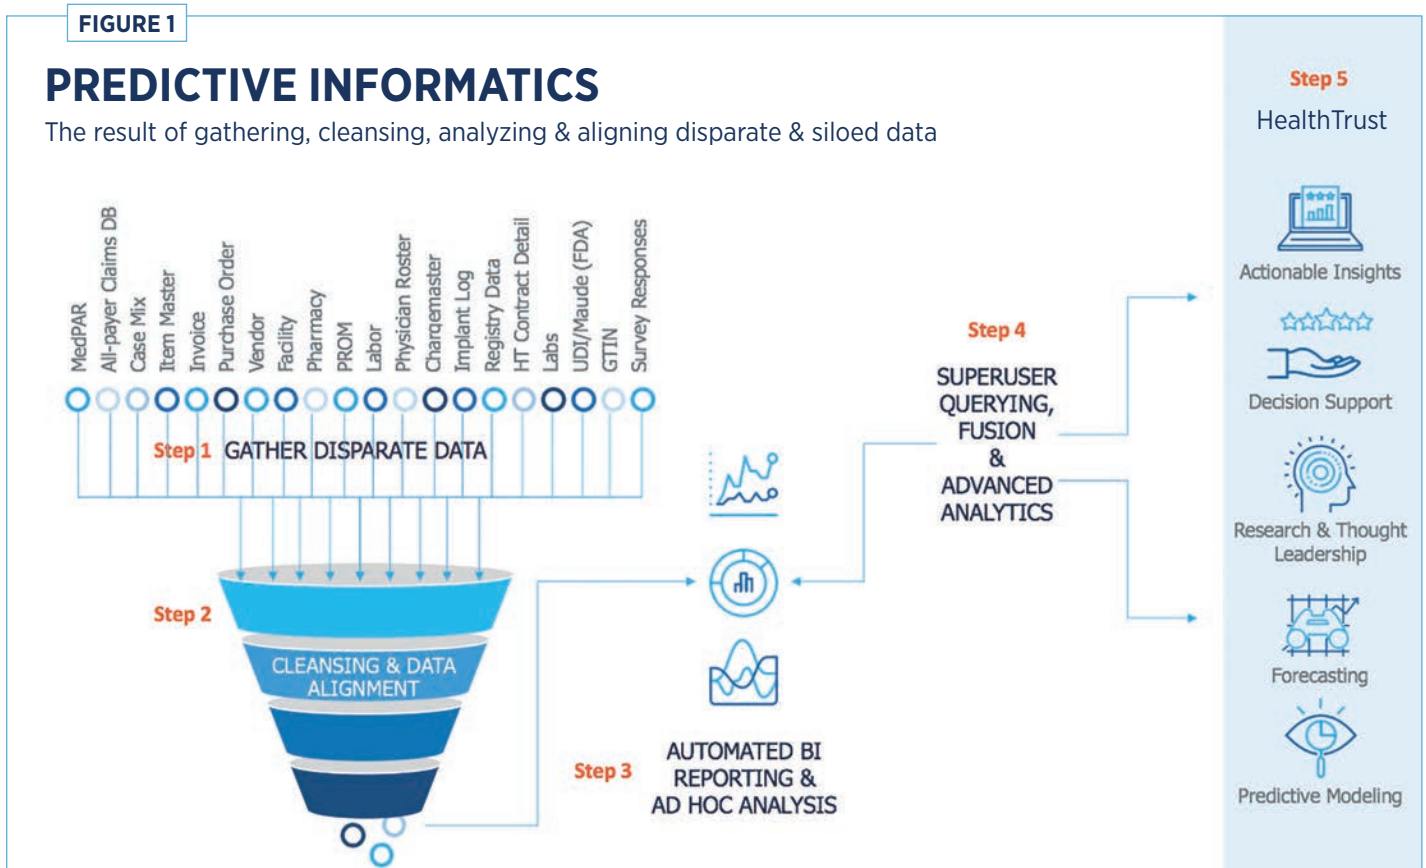 FIGURE 1
PREDICTIVE INFORMATICS
The result of gathering, cleansing, analyzing & aligning disparate & siloed data
MedPAR
All-payer Claims DB
Case Mix
Item Master
Invoice
Purchase Order
Vendor
Facility
Pharmacy
PROM
Labor
Physician Roster
Chargemaster
Implant Log
Registry Data
HT Contract Detail
Labs
UDI/Maude (FDA)
GTIN
Survey Responses
Step 1 GATHER DISPARATE DATA
Step 2
CLEANSING & DATA
ALIGNMENT
Step 3
AUTOMATED BI
REPORTING &
AD HOC ANALYSIS
Step 4
SUPERUSER
QUERYING,
FUSION
&
ADVANCED
ANALYTICS
Step 5
HealthTrust
Actionable Insights
Decision Support
Research & Thought
Leadership
Forecasting
Predictive Modeling